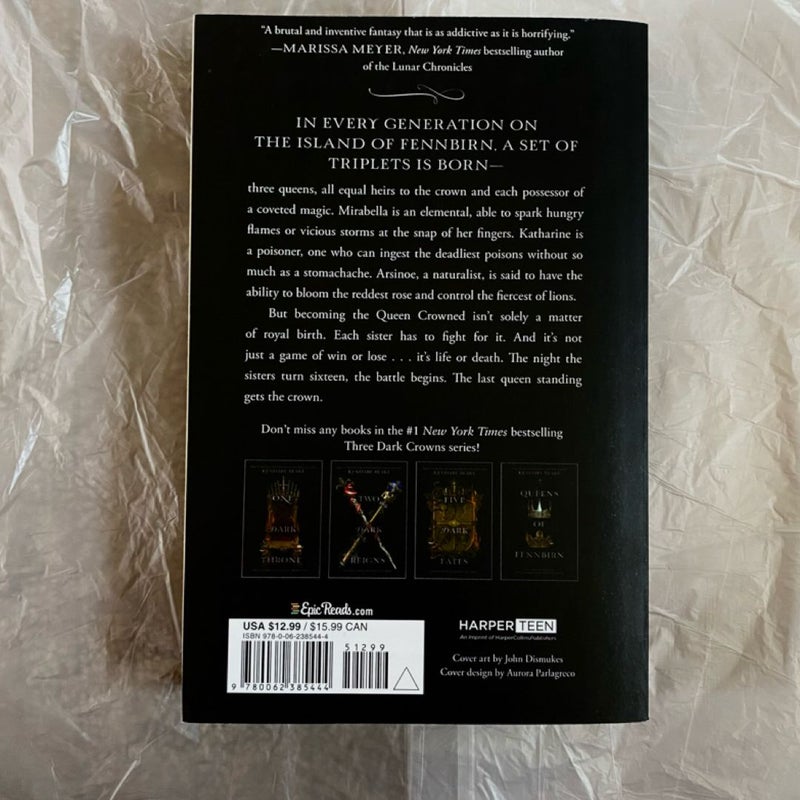 “A brutal and inventive fantasy that is as addictive as it is horrifying.”
—MARISSA MEYER, New York Times bestselling author
of the Lunar Chronicles
IN EVERY GENERATION ON
THE ISLAND OF FENNBIRN, A SET OF
TRIPLETS IS BORN—
three queens, all equal heirs to the crown and each possessor of
a coveted magic. Mirabella is an elemental, able to spark hungry
flames or vicious storms at the snap of her fingers. Katharine is
a poisoner, one who can ingest the deadliest poisons without so
much as a stomachache. Arsinoe, a naturalist, is said to have the
ability to bloom the reddest rose and control the fiercest of lions.
But becoming the Queen Crowned isn’t solely a matter
of royal birth. Each sister has to fight for it. And it’s not
just a game of win or lose . . . it’s life or death. The night the
sisters turn sixteen, the battle begins. The last queen standing
gets the crown.
Don’t miss any books in the #1 New York Times bestselling
Three Dark Crowns series!
KENDARE BLAKE
ONE
DARK
THRONE
KENDARE BLAKE
TWO
DARK
REIGNS
KENDARE BLAKE
FIVE
DARK
FATES
KENDARE BLAKE
QUEENS
OF
FENNBIRN
EpicReads.com
USA $12.99 / $15.99 CAN
ISBN 978-0-06-238544-4
51299
9 780062 385444
HARPER TEEN
An Imprint of HarperCollinsPublishers
Cover art by John Dismukes
Cover design by Aurora Parlagreco